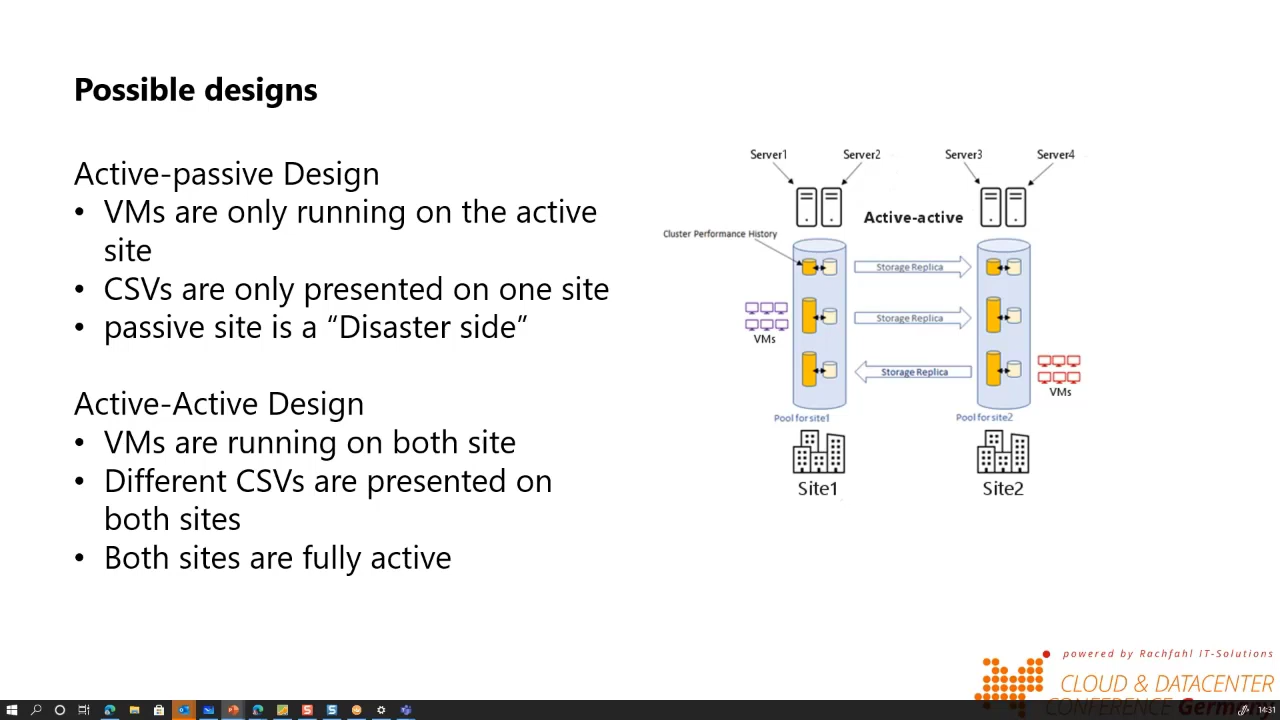 Possible designs
Active-passive Design
• VMs are only running on the active
site
• CSVs are only presented on one site
• passive site is a “Disaster side”
Active-Active Design
• VMs are running on both site
• Different CSVs are presented on
both sites
• Both sites are fully active
Server1
Server2
Server3
Server4
Active-active
Cluster Performance History
Storage Replica
Storage Replica
VMs
Storage Replica
VMs
Pool for site1
Pool for site2
Site1
Site2
powered by Rachfahl IT-Solutions
CLOUD & DATACENTER
CONFERENCE Germany
14:31